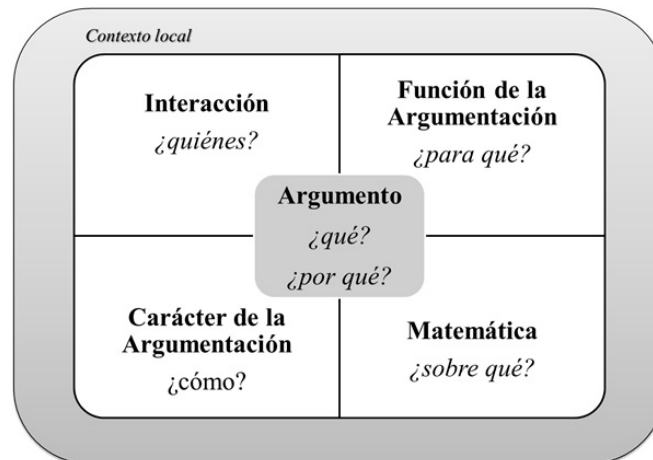 Contexto local
Interacción
¿quiénes?
Función de la
Argumentación
¿para qué?
Argumento
¿qué?
¿por qué?
Carácter de la
Argumentación
¿cómo?
Matemática
¿sobre qué?